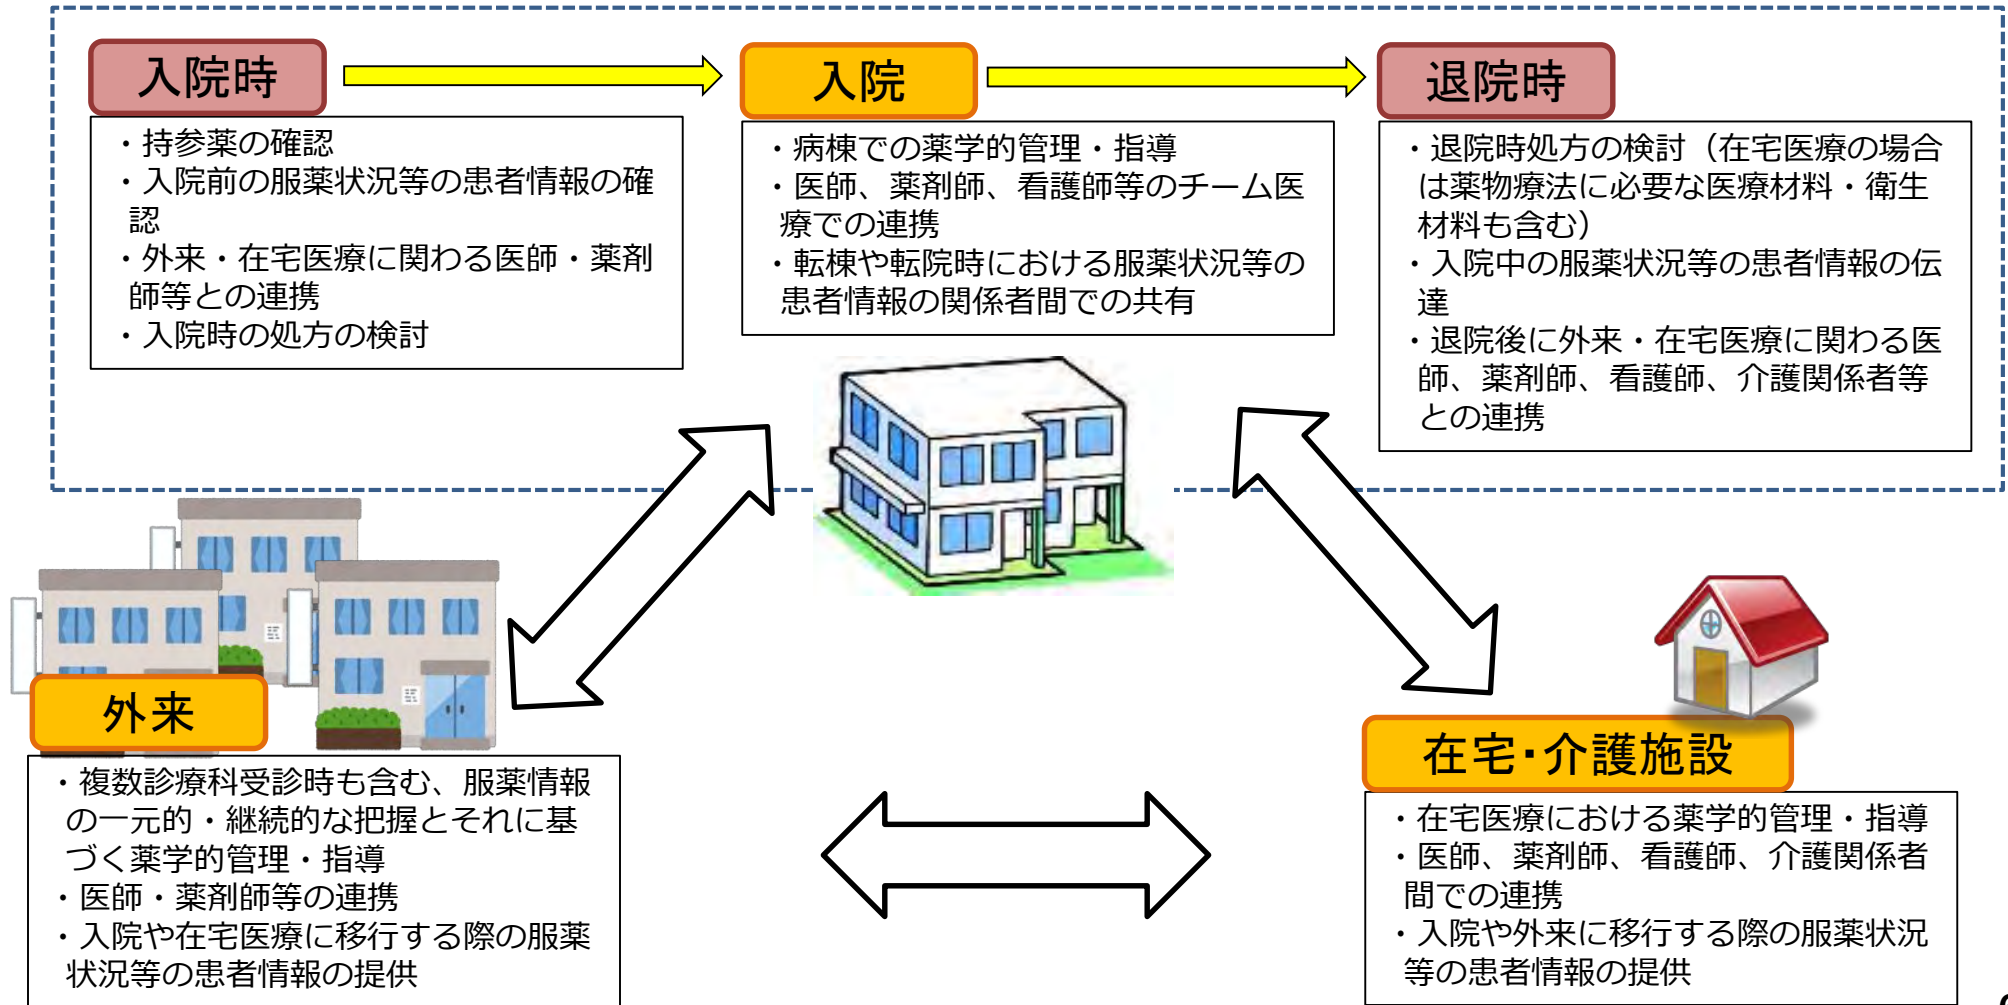 入院時
・持参薬の確認
・入院前の服薬状況等の患者情報の確
認
・外来・在宅医療に関わる医師・薬剤
師等との連携
・入院時の処方の検討
入院
・病棟での薬学的管理・指導
・医師、薬剤師、看護師等のチーム医
療での連携
・転棟や転院時における服薬状況等の
患者情報の関係者間での共有
退院時
・退院時処方の検討（在宅医療の場合
は薬物療法に必要な医療材料・衛生
材料も含む）
・入院中の服薬状況等の患者情報の伝
達
・退院後に外来・在宅医療に関わる医
師、薬剤師、看護師、介護関係者等
との連携
外来
・複数診療科受診時も含む、服薬情報
の一元的・継続的な把握とそれに基
づく薬学的管理・指導
・医師・薬剤師等の連携
・入院や在宅医療に移行する際の服薬
状況等の患者情報の提供
在宅・介護施設
・在宅医療における薬学的管理・指導
・医師、薬剤師、看護師、介護関係者
間での連携
・入院や外来に移行する際の服薬状況
等の患者情報の提供